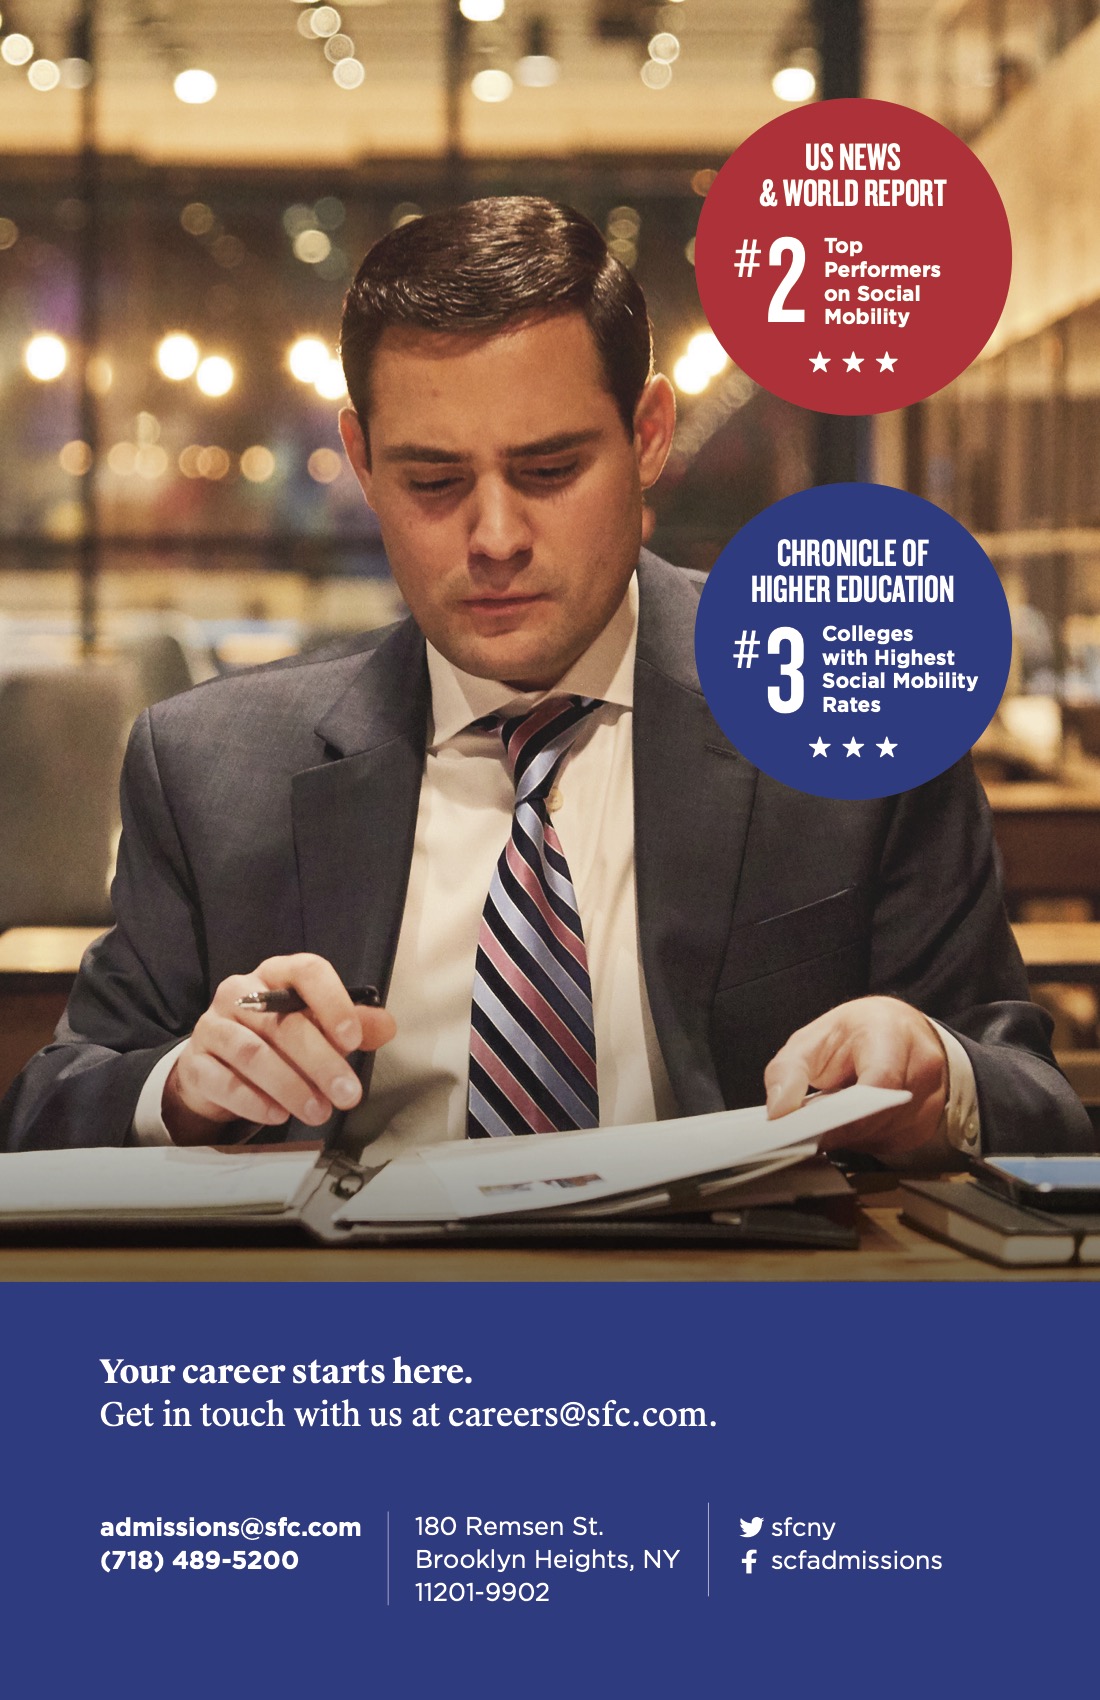 US NEWS
& WORLD REPORT
#2
Top
Performers
on Social
Mobility
CHRONICLE OF
HIGHER EDUCATION
#3
Colleges
with Highest
Social Mobility
Rates
Your career starts here.
Get in touch with us at careers@sfc.com.
admissions@sfc.com
(718) 489-5200
180 Remsen St.
Brooklyn Heights, NY
11201-9902
sfcny
scfadmissions